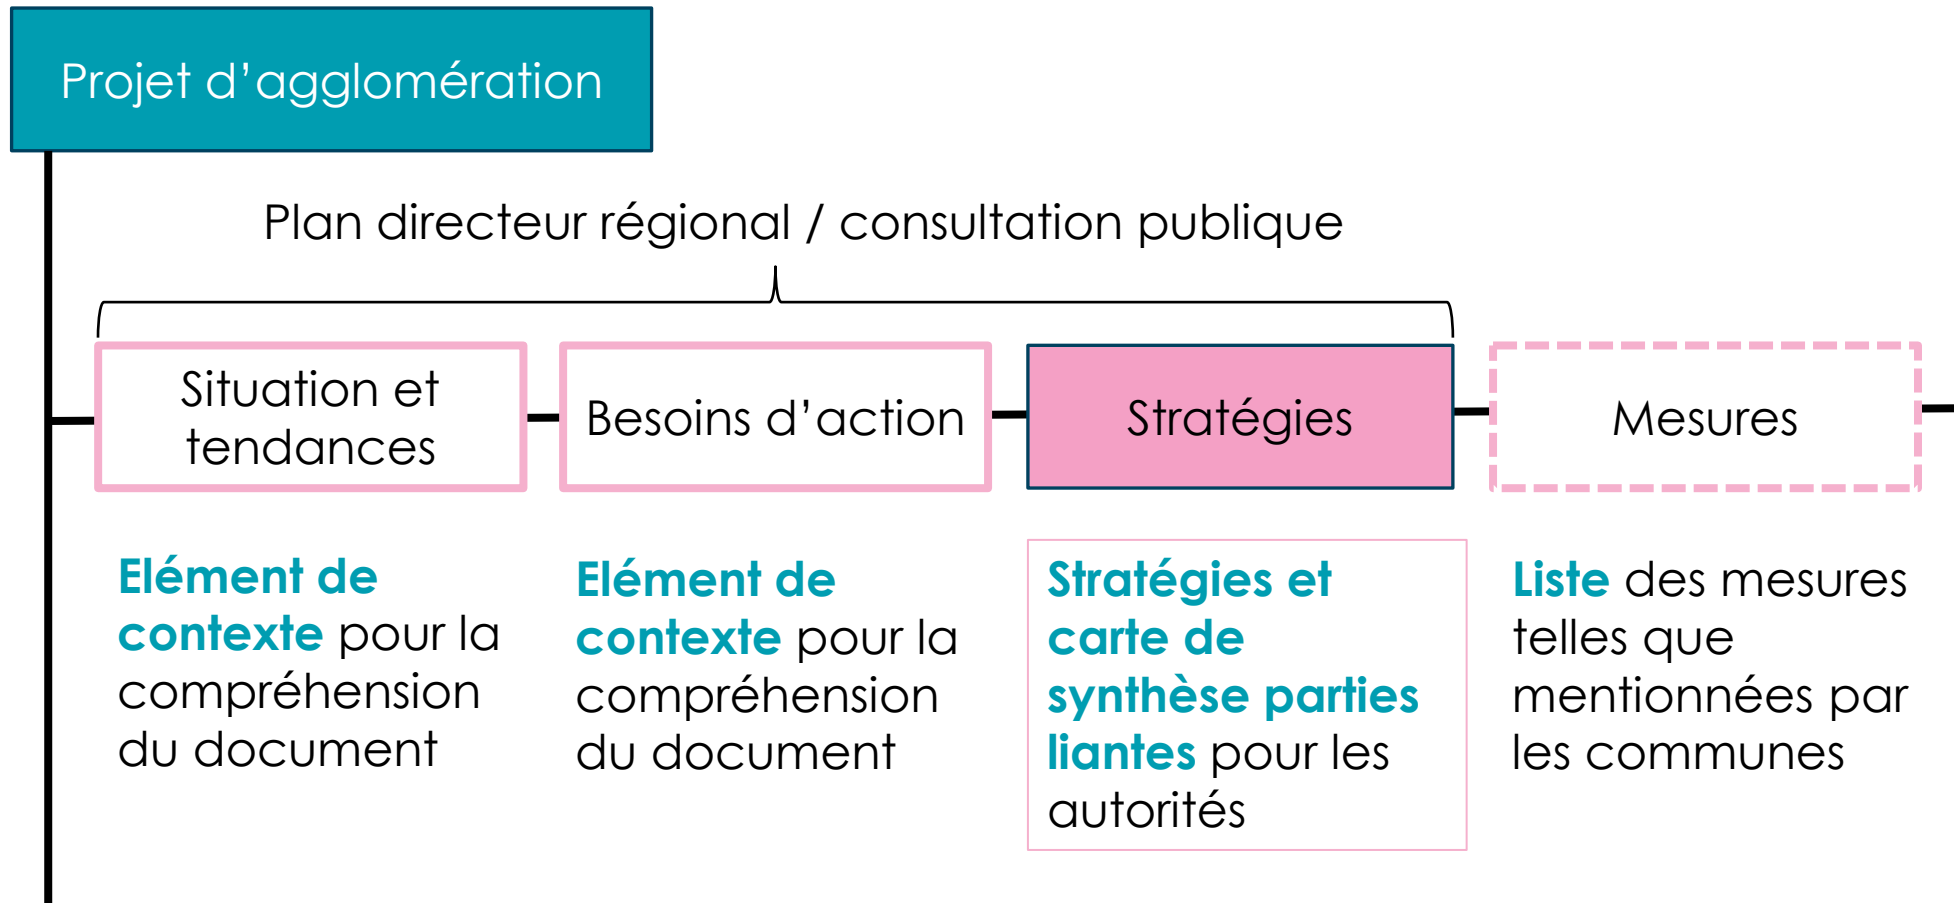 Projet d’agglomération
Plan directeur régional / consultation publique
Situation et
tendances
Besoins d’action
Stratégies
Mesures
Elément de
contexte pour la
compréhension
du document
Elément de
contexte pour la
compréhension
du document
Stratégies et
carte de
synthèse parties
liantes pour les
autorités
Liste des mesures
telles que
mentionnées par
les communes